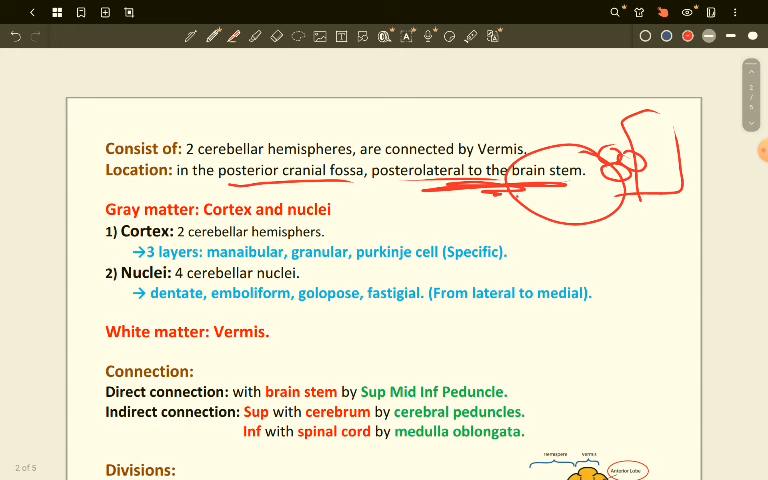 Consist of: 2 cerebellar hemispheres, are connected by Vermis.
Location: in the posterior cranial fossa, posterolateral to the brain stem.
Gray matter: Cortex and nuclei
1) Cortex: 2 cerebellar hemisphers.
→3 layers: manaibular, granular, purkinje cell (Specific).
2) Nuclei: 4 cerebellar nuclei.
→ dentate, emboliform, golopose, fastigial. (From lateral to medial).
White matter: Vermis.
Connection:
Direct connection: with brain stem by Sup Mid Inf Peduncle.
Indirect connection: Sup with cerebrum by cerebral peduncles.
Inf with spinal cord by medulla oblongata.
Divisions:
Hemispere Vermis
Anterior Lobe
2 of 5
2 / 5